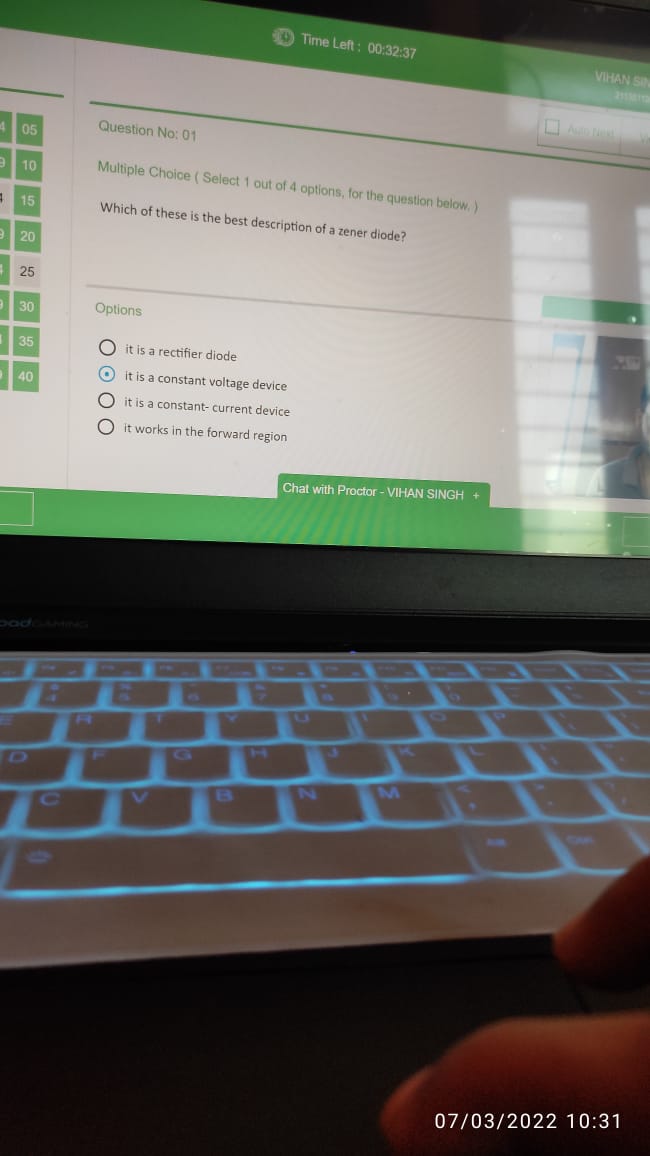 Time Left : 00:32:37
VIHAN
05
10
15
20
25
30
35
40
Question No: 01
Auto Next
Multiple Choice ( Select 1 out of 4 options, for the question below. )
Which of these is the best description of a zener diode?
Options
it is a rectifier diode
it is a constant voltage device
it is a constant- current device
it works in the forward region
Chat with Proctor - VIHAN SINGH +
GAMING
E R T Y U I O P
D F G H J K L
C V B N M
Alt Ctrl
07/03/2022 10:31